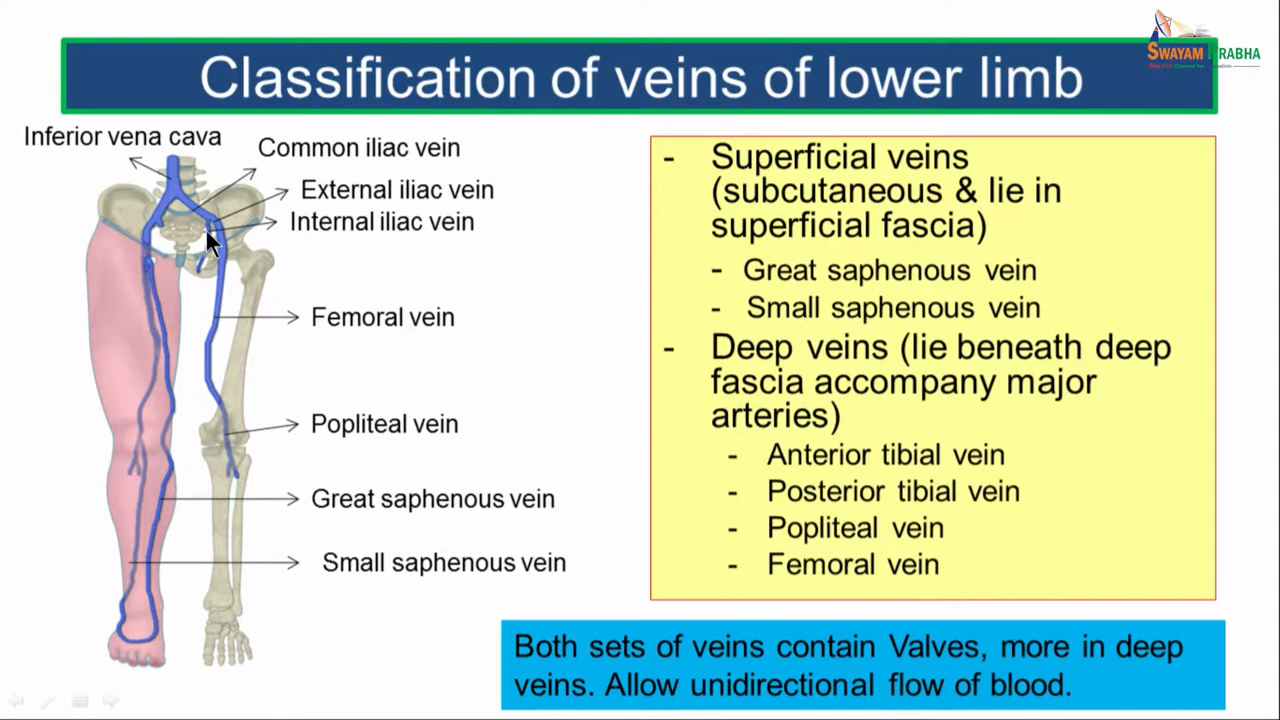 SWAYAM PRABHA
Classification of veins of lower limb
Inferior vena cava
Common iliac vein
External iliac vein
Internal iliac vein
Femoral vein
Popliteal vein
Great saphenous vein
Small saphenous vein
- Superficial veins
(subcutaneous & lie in
superficial fascia)
- Great saphenous vein
- Small saphenous vein
- Deep veins (lie beneath deep
fascia accompany major
arteries)
- Anterior tibial vein
- Posterior tibial vein
- Popliteal vein
- Femoral vein
Both sets of veins contain Valves, more in deep
veins. Allow unidirectional flow of blood.